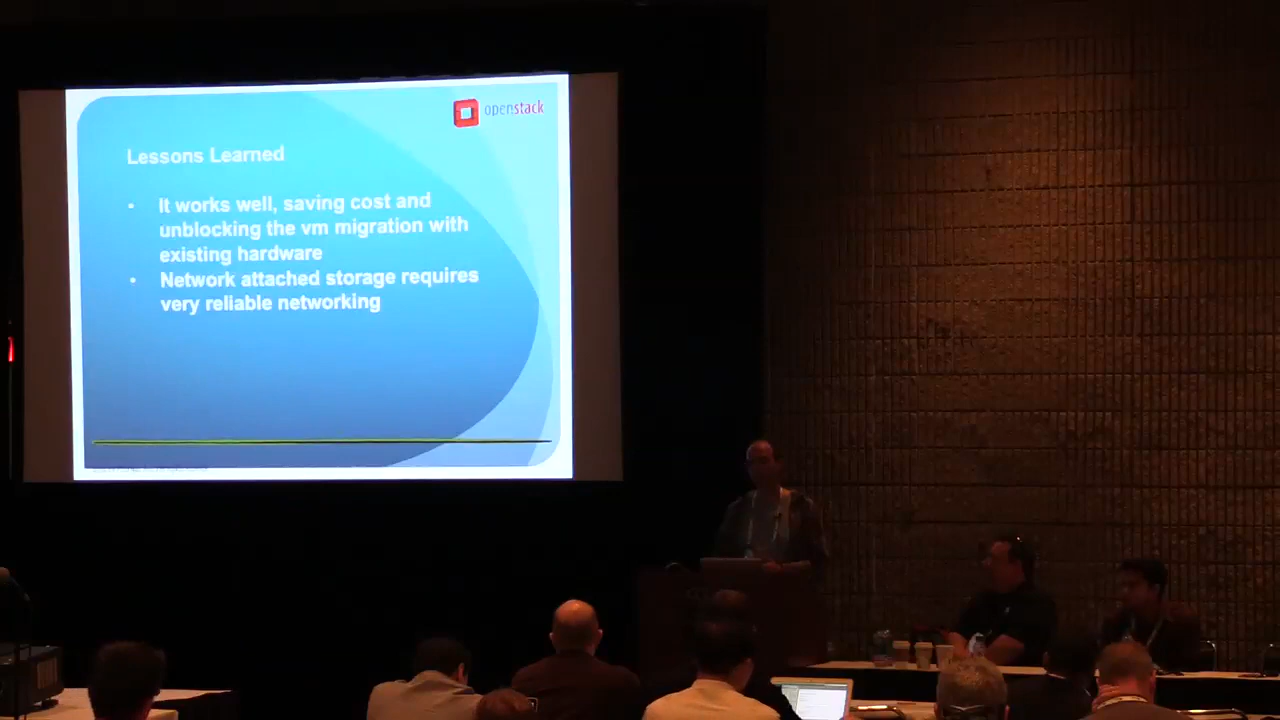 openstack
Lessons Learned
• It works well, saving cost and
unblocking the vm migration with
existing hardware
• Network attached storage requires
very reliable networking